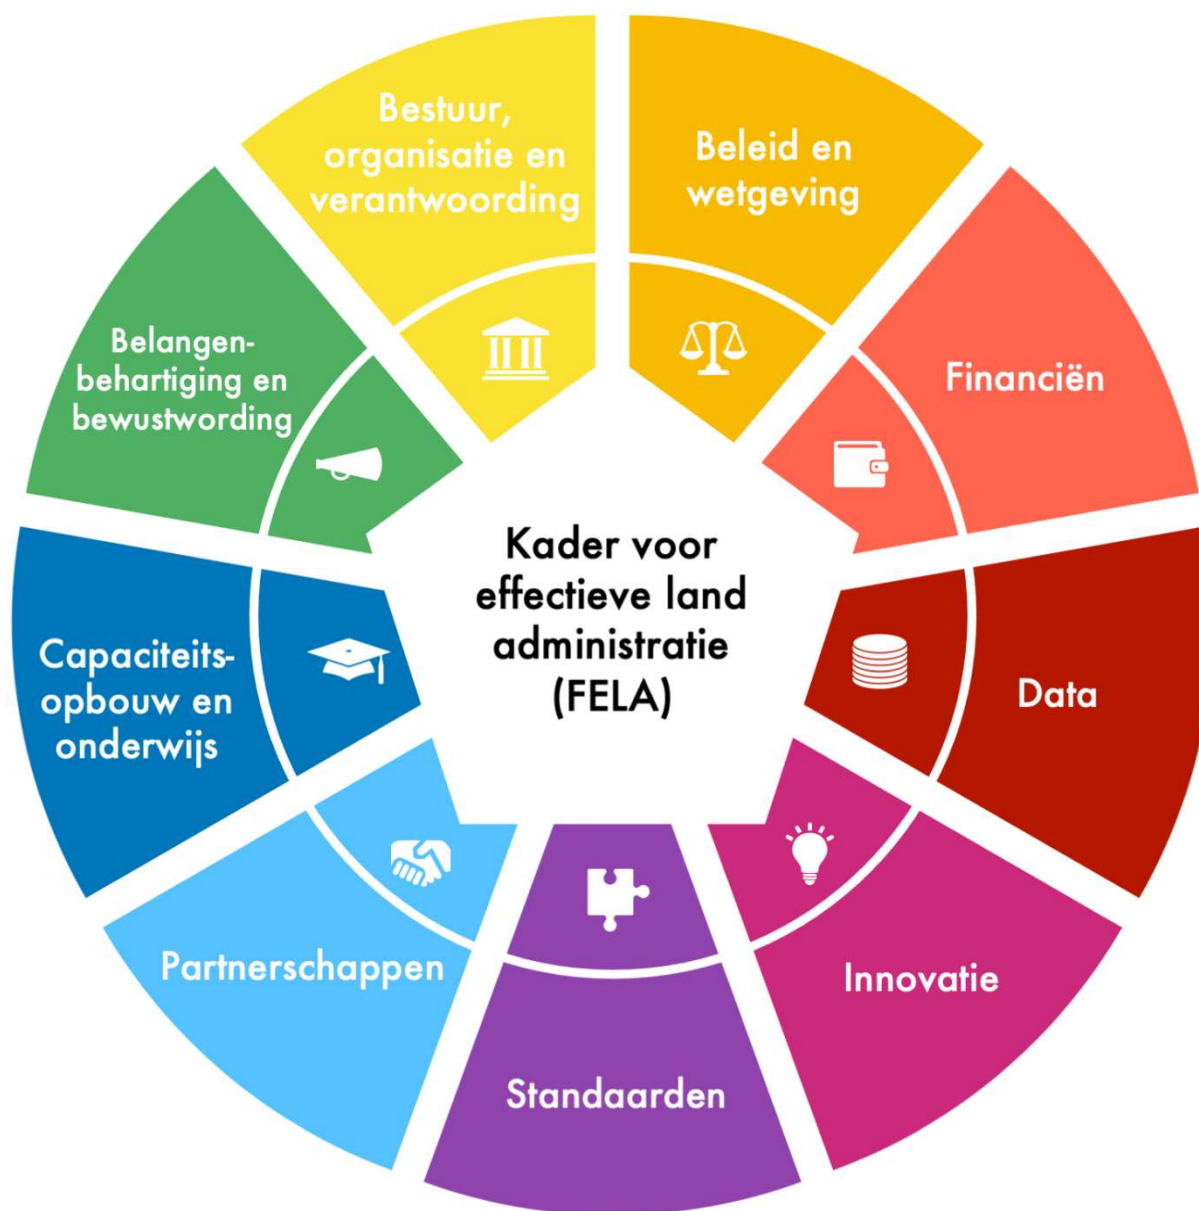 Bestuur,
organisatie en
verantwoording
Beleid en
wetgeving
Financiën
Data
Innovatie
Standaarden
Partnerschappen
Capaciteits-
opbouw en
onderwijs
Belangen-
behartiging en
bewustwording
Kader voor
effectieve land
administratie
(FELA)